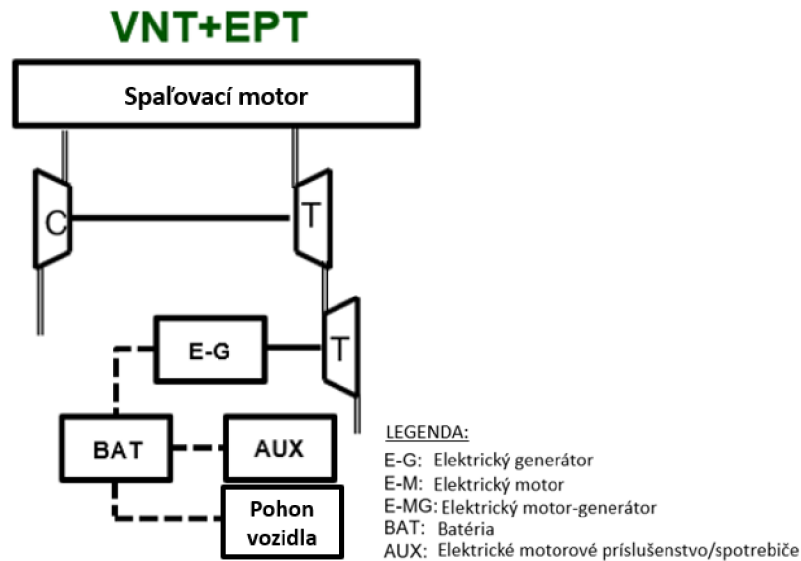 VNT+EPT
Spaľovací motor
C
T
E-G
T
BAT
AUX
Pohon
vozidla
LEGENDA:
E-G: Elektrický generátor
E-M: Elektrický motor
E-MG: Elektrický motor-generátor
BAT: Batéria
AUX: Elektrické motorové príslušenstvo/spotrebiče